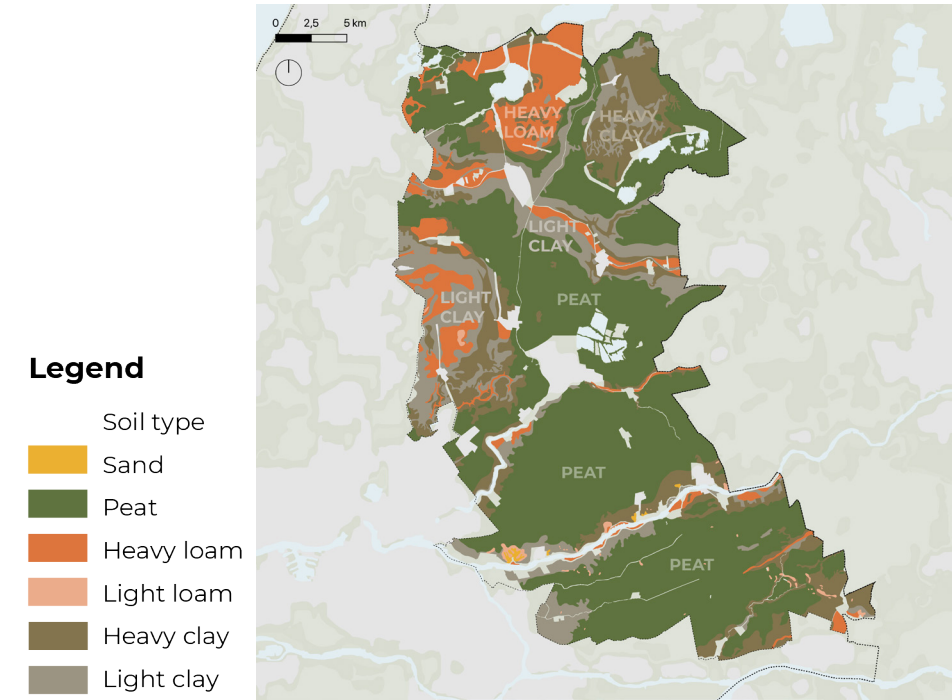 0 2,5 5 km
HEAVY
LOAM
HEAVY
CLAY
LIGHT
CLAY
LIGHT
CLAY
PEAT
PEAT
PEAT
Legend
Soil type
Sand
Peat
Heavy loam
Light loam
Heavy clay
Light clay